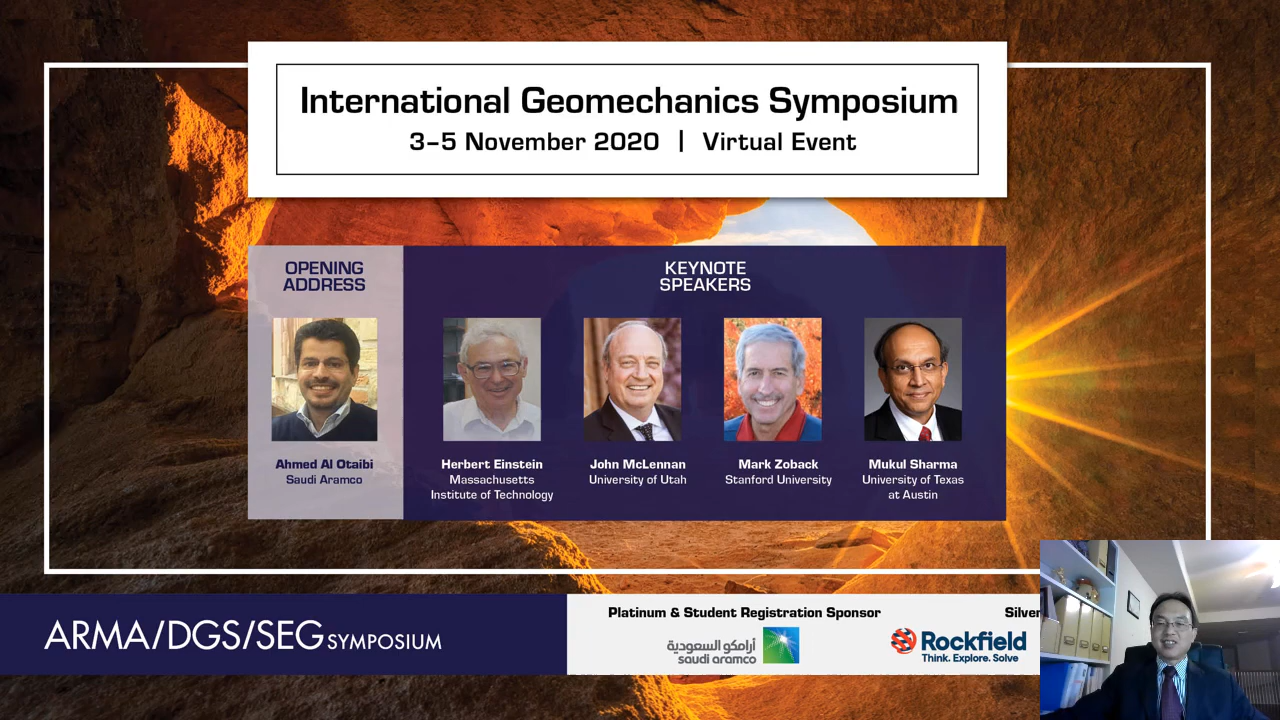 International Geomechanics Symposium
3–5 November 2020 | Virtual Event
OPENING
ADDRESS
KEYNOTE
SPEAKERS
Ahmed Al Otaibi
Saudi Aramco
Herbert Einstein
Massachusetts
Institute of Technology
John McLennan
University of Utah
Mark Zoback
Stanford University
Mukul Sharma
University of Texas
at Austin
ARMA/DGS/SEG SYMPOSIUM
Platinum & Student Registration Sponsor
أرامكو السعودية
saudi aramco
Silver
Rockfield
Think. Explore. Solve